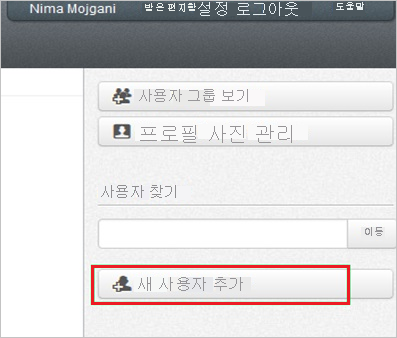 Nima Mojgani 받은 편지함 설정 로그아웃 도움말
사용자 그룹 보기
프로필 사진 관리
사용자 찾기
이동
새 사용자 추가